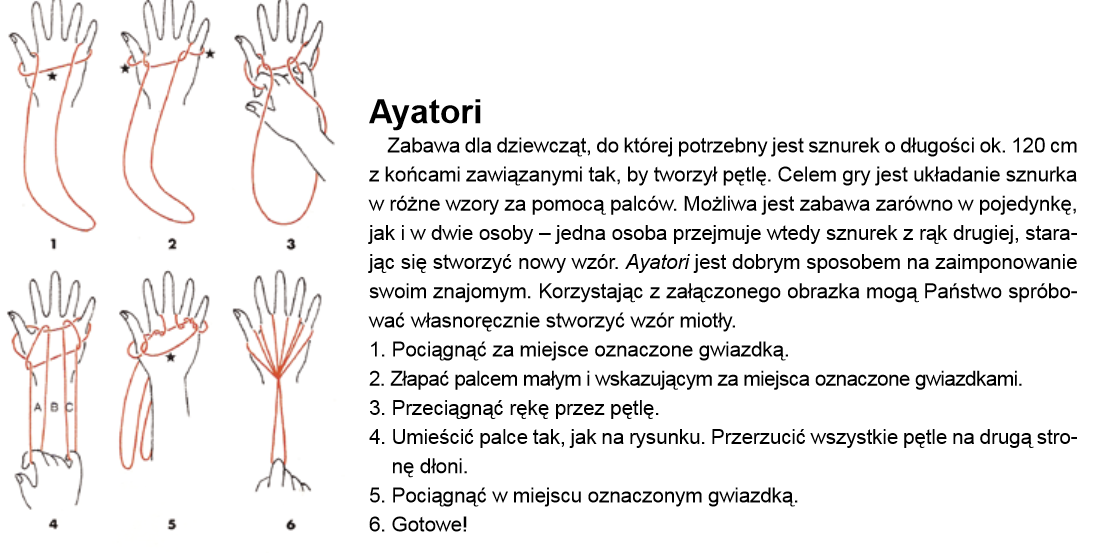 1
2
3
A
B
C
4
5
6
Ayatori
Zabawa dla dziewcząt, do której potrzebny jest sznurek o długości ok. 120 cm
z końcami zawiązanymi tak, by tworzył pętlę. Celem gry jest układanie sznurka
w różne wzory za pomocą palców. Możliwa jest zabawa zarówno w pojedynkę,
jak i w dwie osoby – jedna osoba przejmuje wtedy sznurek z rąk drugiej, stara-
jąc się stworzyć nowy wzór. Ayatori jest dobrym sposobem na zaimponowanie
swoim znajomym. Korzystając z załączonego obrazka mogą Państwo spróbo-
wać własnoręcznie stworzyć wzór miotły.
1. Pociągnąć za miejsce oznaczone gwiazdką.
2. Złapać palcem małym i wskazującym za miejsca oznaczone gwiazdkami.
3. Przeciągnąć rękę przez pętlę.
4. Umieścić palce tak, jak na rysunku. Przerzucić wszystkie pętle na drugą stro-
nę dłoni.
5. Pociągnąć w miejscu oznaczonym gwiazdką.
6. Gotowe!